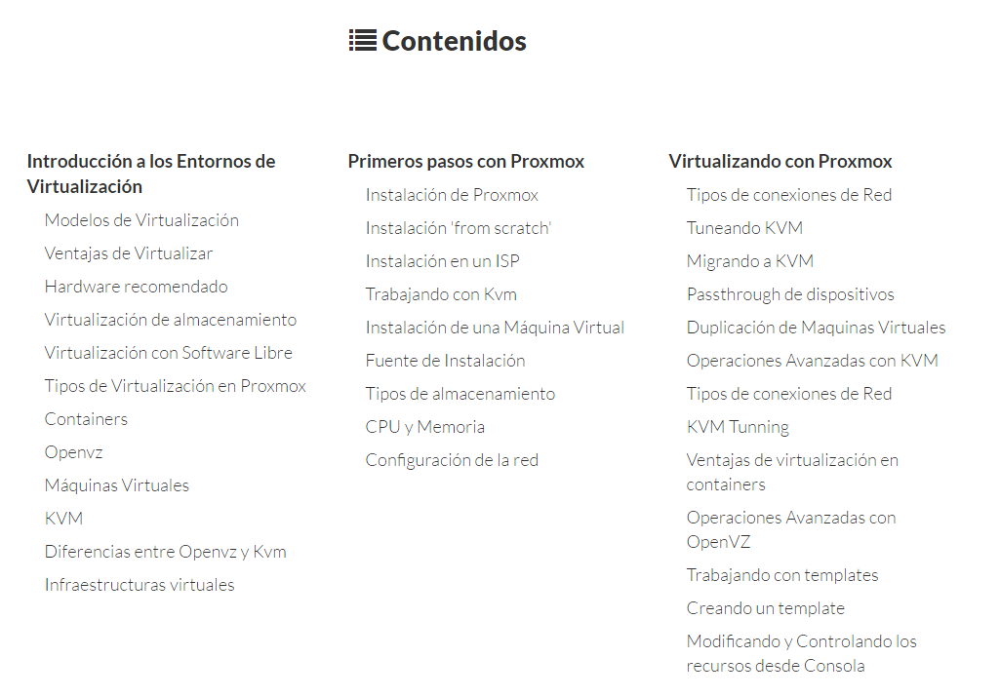 Contenidos
Introducción a los Entornos de
Virtualización
Modelos de Virtualización
Ventajas de Virtualizar
Hardware recomendado
Virtualización de almacenamiento
Virtualización con Software Libre
Tipos de Virtualización en Proxmox
Containers
Openvz
Máquinas Virtuales
KVM
Diferencias entre Openvz y Kvm
Infraestructuras virtuales
Primeros pasos con Proxmox
Instalación de Proxmox
Instalación 'from scratch'
Instalación en un ISP
Trabajando con Kvm
Instalación de una Máquina Virtual
Fuente de Instalación
Tipos de almacenamiento
CPU y Memoria
Configuración de la red
Virtualizando con Proxmox
Tipos de conexiones de Red
Tuneando KVM
Migrando a KVM
Passthrough de dispositivos
Duplicación de Maquinas Virtuales
Operaciones Avanzadas con KVM
Tipos de conexiones de Red
KVM Tunning
Ventajas de virtualización en
containers
Operaciones Avanzadas con
OpenVZ
Trabajando con templates
Creando un template
Modificando y Controlando los
recursos desde Consola